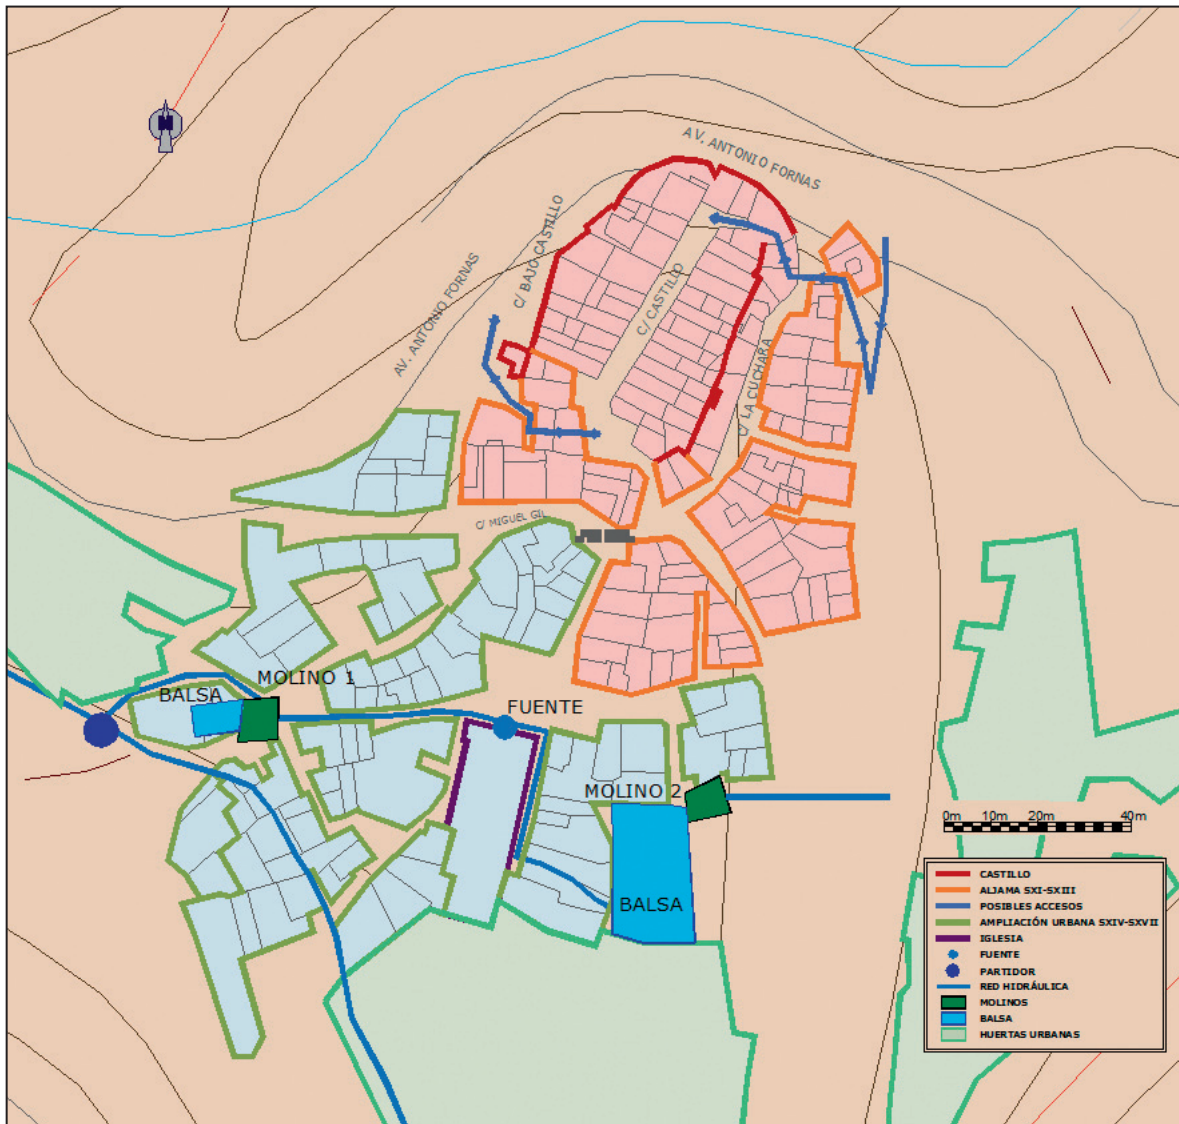 N
AV. ANTONIO FORNAS
C/ BAJO CASTILLO
AV. ANTONIO FORNAS
C/ CASTILLO
C/ LA CUCHARA
C/ MIGUEL GIL
MOLINO 1
BALSA
FUENTE
MOLINO 2
BALSA
0m 10m 20m 40m
CASTILLO
ALJAMA SXI-SXIII
POSIBLES ACCESOS
AMPLIACIÓN URBANA SXIV-SXVII
IGLESIA
FUENTE
PARTIDOR
RED HIDRÁULICA
MOLINOS
BALSA
HUERTAS URBANAS